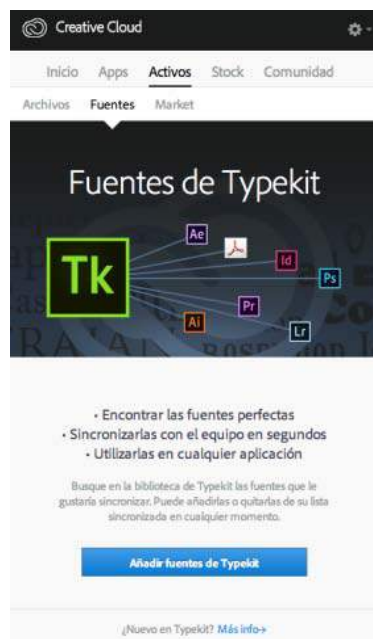 Creative Cloud
Inicio Apps Activos Stock Comunidad
Archivos Fuentes Market
Fuentes de Typekit
Ae
Id
Tk
Ps
Pr
Ai
Lr
• Encontrar las fuentes perfectas
• Sincronizarlas con el equipo en segundos
• Utilizarlas en cualquier aplicación
Busque en la biblioteca de Typekit las fuentes que le
gustaría sincronizar. Puede añadirlas o quitarlas de su lista
sincronizada en cualquier momento.
Añadir fuentes de Typekit
¿Nuevo en Typekit? Más info→